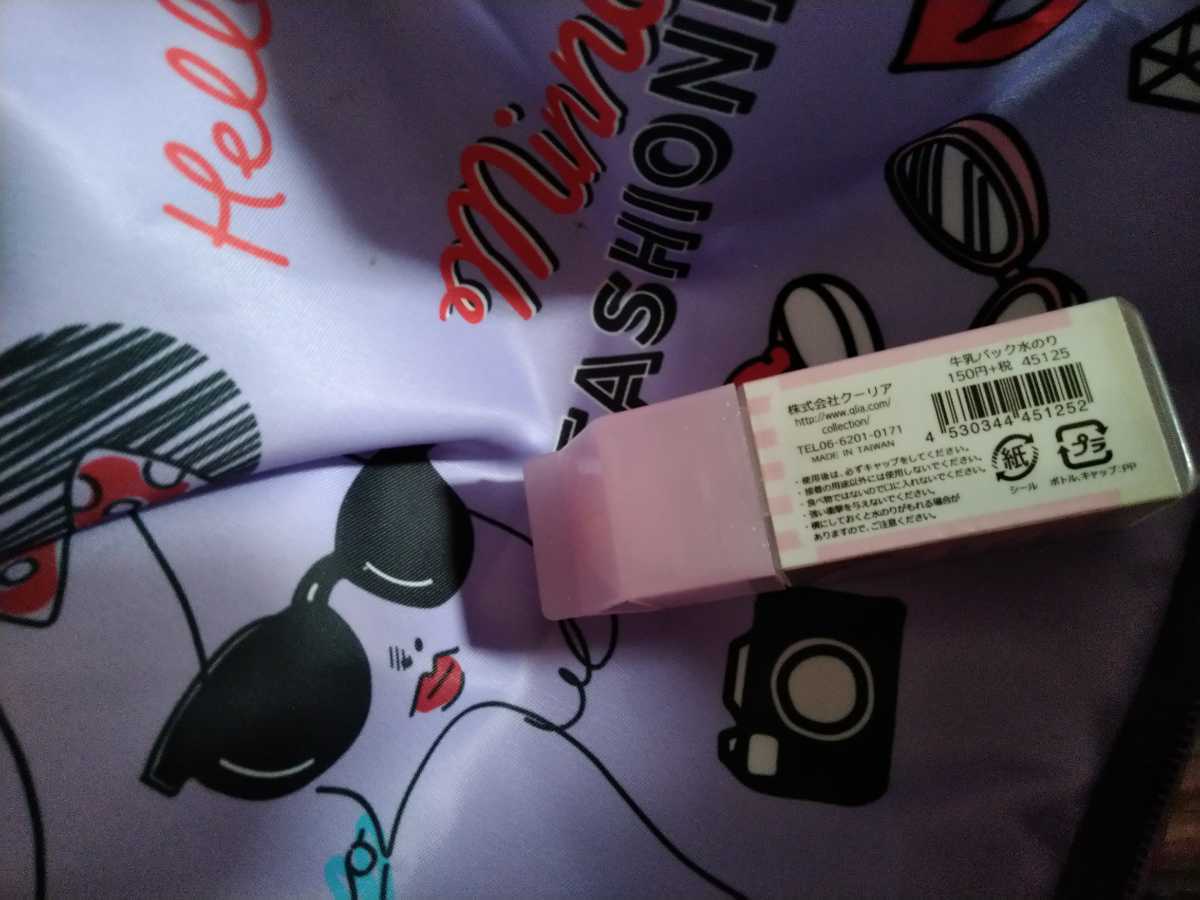 Hello
Minn
FASHION
牛乳パック水のり
150円+税 45125
株式会社クーリア
http://www.qlia.com/
collection/
TEL06-6201-0171
MADE IN TAIWAN
4 530344 451252
・使用後は、必ずキャップをしてください。
・接着の用途以外には使用しないでください。
・食べ物ではないので口に入れないでください。
・強い衝撃を与えないでください。
・横にしておくと水のりがもれる場合が
ありますので、ご注意ください。
紙
シール
プラ
ボトル,キャップ:PP